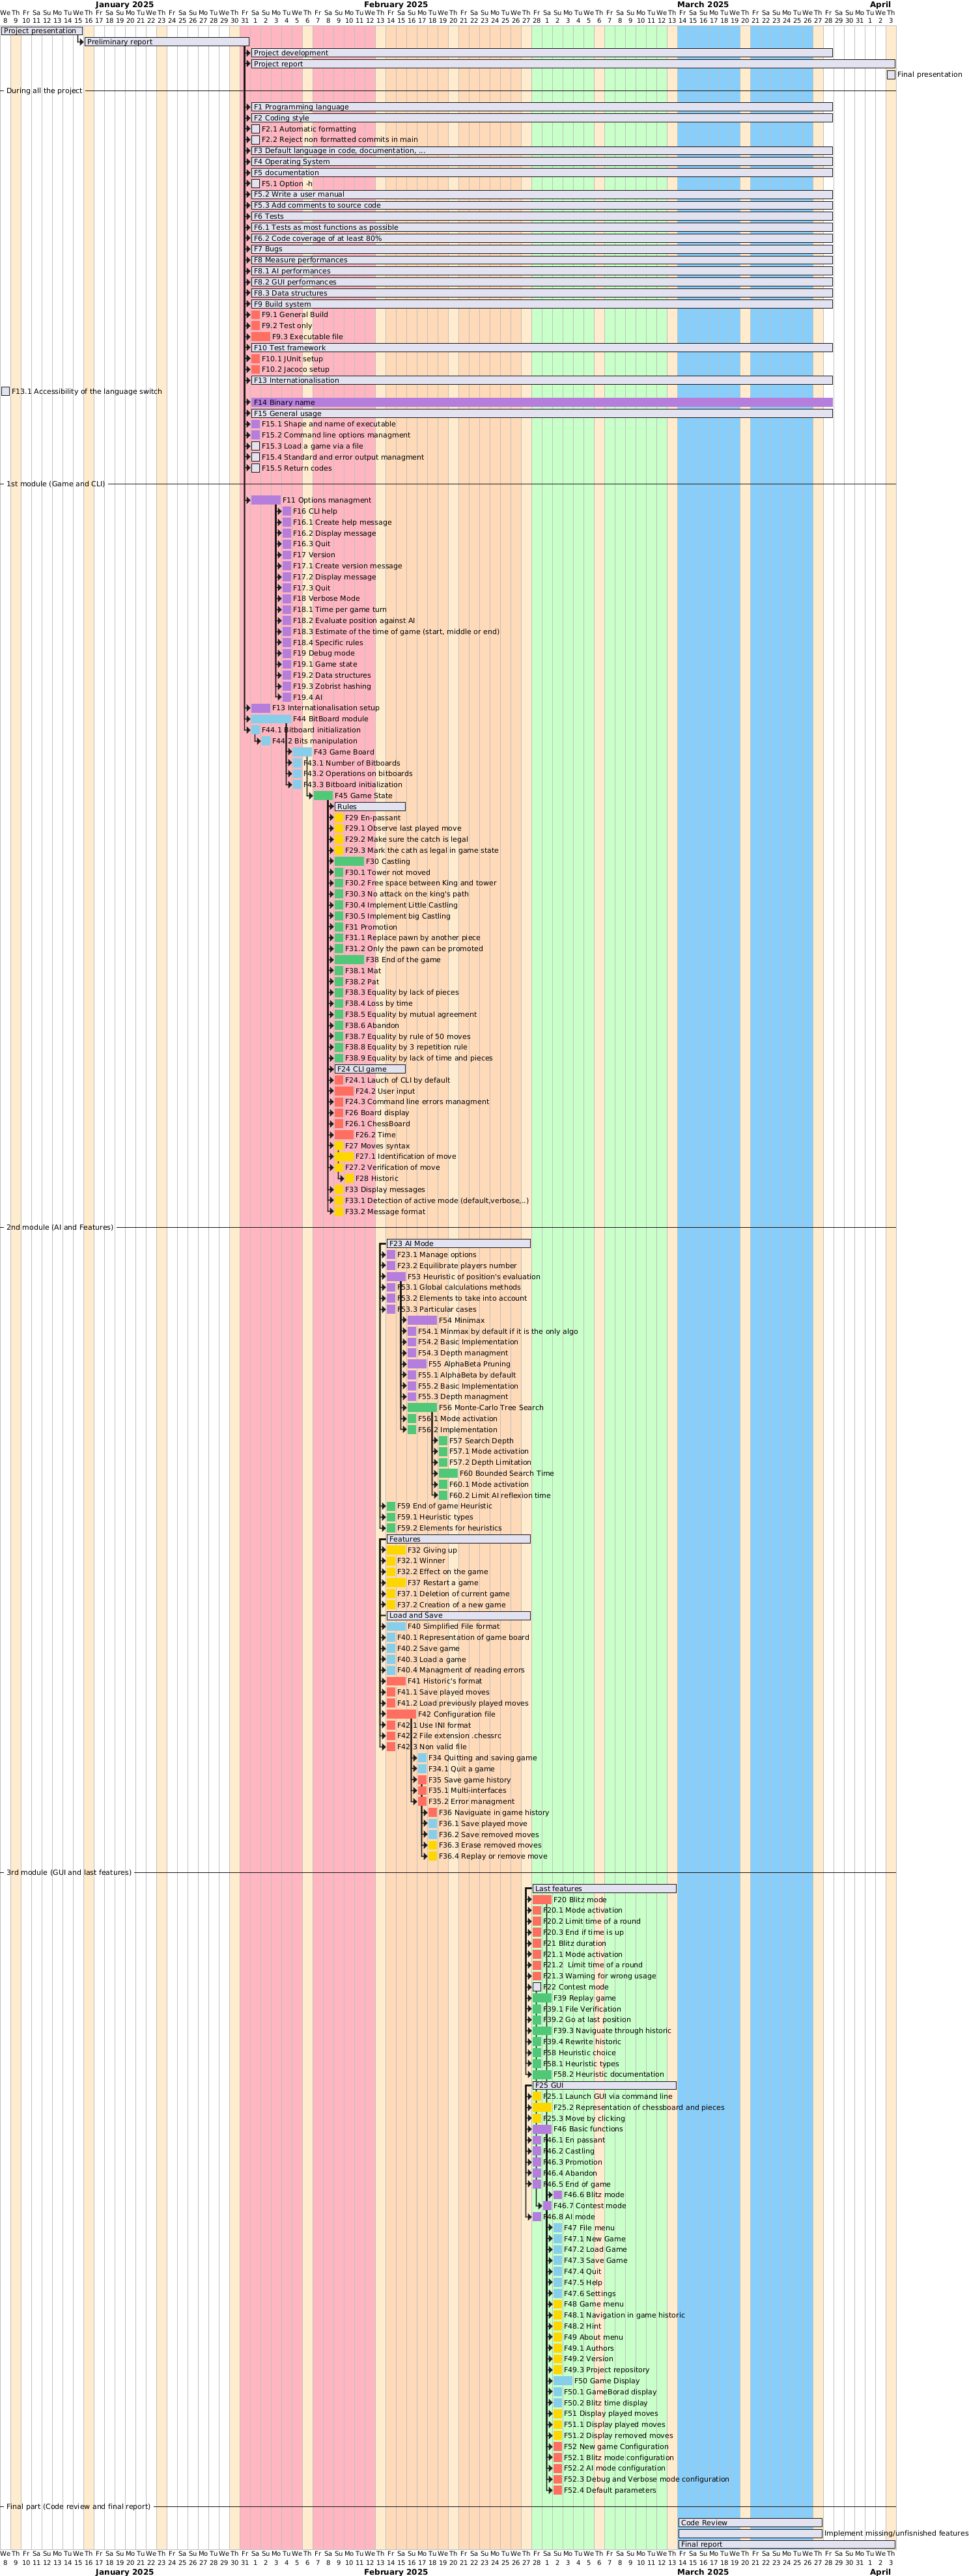 January 2025 February 2025 March 2025 April
We Th Fr Sa Su Mo Tu We Th Fr Sa Su Mo Tu We Th Fr Sa Su Mo Tu We Th Fr Sa Su Mo Tu We Th Fr Sa Su Mo Tu We Th Fr Sa Su Mo Tu We Th Fr Sa Su Mo Tu We Th Fr Sa Su Mo Tu We Th Fr Sa Su Mo Tu We Th Fr Sa Su Mo Tu We Th Fr Sa Su Mo Tu We Th Fr Sa Su Mo Tu We Th
8 9 10 11 12 13 14 15 16 17 18 19 20 21 22 23 24 25 26 27 28 29 30 31 1 2 3 4 5 6 7 8 9 10 11 12 13 14 15 16 17 18 19 20 21 22 23 24 25 26 27 28 1 2 3 4 5 6 7 8 9 10 11 12 13 14 15 16 17 18 19 20 21 22 23 24 25 26 27 28 29 30 31 1 2 3
Project presentation
Preliminary report
Project development
Project report
Final presentation
During all the project
F1 Programming language
F2 Coding style
F2.1 Automatic formatting
F2.2 Reject non formatted commits in main
F3 Default language in code, documentation, ...
F4 Operating System
F5 documentation
F5.1 Option -h
F5.2 Write a user manual
F5.3 Add comments to source code
F6 Tests
F6.1 Tests as most functions as possible
F6.2 Code coverage of at least 80%
F7 Bugs
F8 Measure performances
F8.1 AI performances
F8.2 GUI performances
F8.3 Data structures
F9 Build system
F9.1 General Build
F9.2 Test only
F9.3 Executable file
F10 Test framework
F10.1 JUnit setup
F10.2 Jacoco setup
F13 Internationalisation
F13.1 Accessibility of the language switch
F14 Binary name
F15 General usage
F15.1 Shape and name of executable
F15.2 Command line options managment
F15.3 Load a game via a file
F15.4 Standard and error output managment
F15.5 Return codes
1st module (Game and CLI)
F11 Options managment
F16 CLI help
F16.1 Create help message
F16.2 Display message
F16.3 Quit
F17 Version
F17.1 Create version message
F17.2 Display message
F17.3 Quit
F18 Verbose Mode
F18.1 Time per game turn
F18.2 Evaluate position against AI
F18.3 Estimate of the time of game (start, middle or end)
F18.4 Specific rules
F19 Debug mode
F19.1 Game state
F19.2 Data structures
F19.3 Zobrist hashing
F19.4 AI
F13 Internationalisation setup
F44 BitBoard module
F44.1 Bitboard initialization
F44.2 Bits manipulation
F43 Game Board
F43.1 Number of Bitboards
F43.2 Operations on bitboards
F43.3 Bitboard initialization
F45 Game State
Rules
F29 En-passant
F29.1 Observe last played move
F29.2 Make sure the catch is legal
F29.3 Mark the cath as legal in game state
F30 Castling
F30.1 Tower not moved
F30.2 Free space between King and tower
F30.3 No attack on the king's path
F30.4 Implement Little Castling
F30.5 Implement big Castling
F31 Promotion
F31.1 Replace pawn by another piece
F31.2 Only the pawn can be promoted
F38 End of the game
F38.1 Mat
F38.2 Pat
F38.3 Equality by lack of pieces
F38.4 Loss by time
F38.5 Equality by mutual agreement
F38.6 Abandon
F38.7 Equality by rule of 50 moves
F38.8 Equality by 3 repetition rule
F38.9 Equality by lack of time and pieces
F24 CLI game
F24.1 Lauch of CLI by default
F24.2 User input
F24.3 Command line errors managment
F26 Board display
F26.1 ChessBoard
F26.2 Time
F27 Moves syntax
F27.1 Identification of move
F27.2 Verification of move
F28 Historic
F33 Display messages
F33.1 Detection of active mode (default,verbose,..)
F33.2 Message format
2nd module (AI and Features)
F23 AI Mode
F23.1 Manage options
F23.2 Equilibrate players number
F53 Heuristic of position's evaluation
F53.1 Global calculations methods
F53.2 Elements to take into account
F53.3 Particular cases
F54 Minimax
F54.1 Minmax by default if it is the only algo
F54.2 Basic Implementation
F54.3 Depth managment
F55 AlphaBeta Pruning
F55.1 AlphaBeta by default
F55.2 Basic Implementation
F55.3 Depth managment
F56 Monte-Carlo Tree Search
F56.1 Mode activation
F56.2 Implementation
F57 Search Depth
F57.1 Mode activation
F57.2 Depth Limitation
F60 Bounded Search Time
F60.1 Mode activation
F60.2 Limit AI reflexion time
F59 End of game Heuristic
F59.1 Heuristic types
F59.2 Elements for heuristics
Features
F32 Giving up
F32.1 Winner
F32.2 Effect on the game
F37 Restart a game
F37.1 Deletion of current game
F37.2 Creation of a new game
Load and Save
F40 Simplified File format
F40.1 Representation of game board
F40.2 Save game
F40.3 Load a game
F40.4 Managment of reading errors
F41 Historic's format
F41.1 Save played moves
F41.2 Load previously played moves
F42 Configuration file
F42.1 Use INI format
F42.2 File extension .chessrc
F42.3 Non valid file
F34 Quitting and saving game
F34.1 Quit a game
F35 Save game history
F35.1 Multi-interfaces
F35.2 Error managment
F36 Naviguate in game history
F36.1 Save played move
F36.2 Save removed moves
F36.3 Erase removed moves
F36.4 Replay or remove move
3rd module (GUI and last features)
Last features
F20 Blitz mode
F20.1 Mode activation
F20.2 Limit time of a round
F20.3 End if time is up
F21 Blitz duration
F21.1 Mode activation
F21.2 Limit time of a round
F21.3 Warning for wrong usage
F22 Contest mode
F39 Replay game
F39.1 File Verification
F39.2 Go at last position
F39.3 Naviguate through historic
F39.4 Rewrite historic
F58 Heuristic choice
F58.1 Heuristic types
F58.2 Heuristic documentation
F25 GUI
F25.1 Launch GUI via command line
F25.2 Representation of chessboard and pieces
F25.3 Move by clicking
F46 Basic functions
F46.1 En passant
F46.2 Castling
F46.3 Promotion
F46.4 Abandon
F46.5 End of game
F46.6 Blitz mode
F46.7 Contest mode
F46.8 AI mode
F47 File menu
F47.1 New Game
F47.2 Load Game
F47.3 Save Game
F47.4 Quit
F47.5 Help
F47.6 Settings
F48 Game menu
F48.1 Navigation in game historic
F48.2 Hint
F49 About menu
F49.1 Authors
F49.2 Version
F49.3 Project repository
F50 Game Display
F50.1 GameBorad display
F50.2 Blitz time display
F51 Display played moves
F51.1 Display played moves
F51.2 Display removed moves
F52 New game Configuration
F52.1 Blitz mode configuration
F52.2 AI mode configuration
F52.3 Debug and Verbose mode configuration
F52.4 Default parameters
Final part (Code review and final report)
Code Review
Implement missing/unfisnished features
Final report
We Th Fr Sa Su Mo Tu We Th Fr Sa Su Mo Tu We Th Fr Sa Su Mo Tu We Th Fr Sa Su Mo Tu We Th Fr Sa Su Mo Tu We Th Fr Sa Su Mo Tu We Th Fr Sa Su Mo Tu We Th Fr Sa Su Mo Tu We Th Fr Sa Su Mo Tu We Th Fr Sa Su Mo Tu We Th Fr Sa Su Mo Tu We Th Fr Sa Su Mo Tu We Th
8 9 10 11 12 13 14 15 16 17 18 19 20 21 22 23 24 25 26 27 28 29 30 31 1 2 3 4 5 6 7 8 9 10 11 12 13 14 15 16 17 18 19 20 21 22 23 24 25 26 27 28 1 2 3 4 5 6 7 8 9 10 11 12 13 14 15 16 17 18 19 20 21 22 23 24 25 26 27 28 29 30 31 1 2 3
January 2025 February 2025 March 2025 April